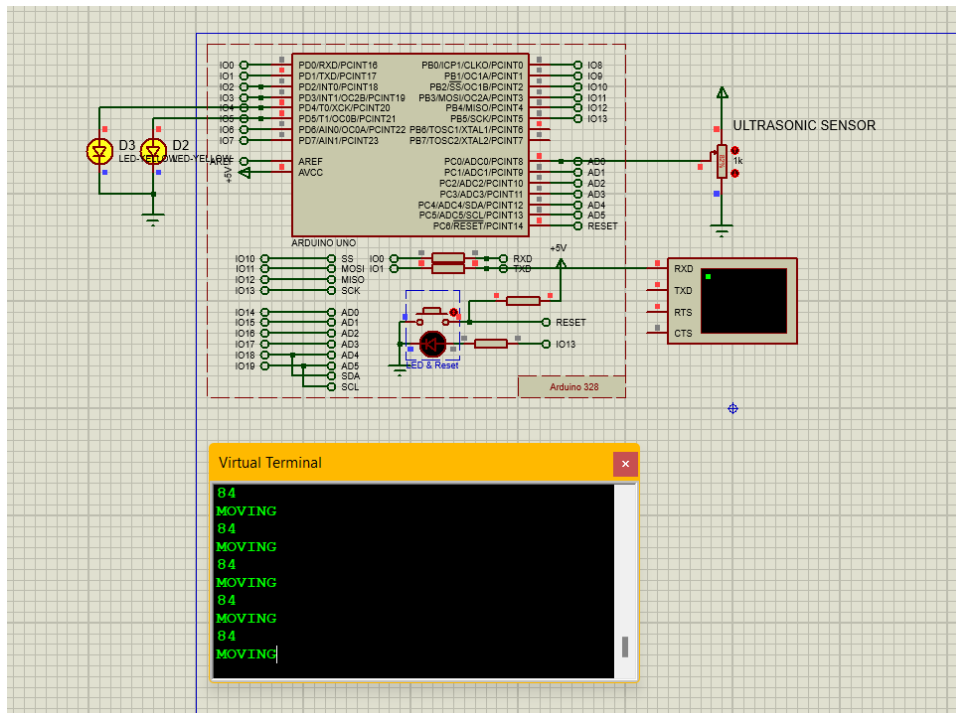 IO0 PD0/RXD/PCINT16 PB0/ICP1/CLKO/PCINT0 IO8
IO1 PD1/TXD/PCINT17 PB1/OC1A/PCINT1 IO9
IO2 PD2/INT0/PCINT18 PB2/SS/OC1B/PCINT2 IO10
IO3 PD3/INT1/OC2B/PCINT19 PB3/MOSI/OC2A/PCINT3 IO11
IO4 PD4/T0/XCK/PCINT20 PB4/MISO/PCINT4 IO12
IO5 PD5/T1/OC0B/PCINT21 PB5/SCK/PCINT5 IO13
IO6 PD6/AIN0/OC0A/PCINT22 PB6/TOSC1/XTAL1/PCINT6
IO7 PD7/AIN1/PCINT23 PB7/TOSC2/XTAL2/PCINT7
AREF AREF PC0/ADC0/PCINT8 AD0
+5V AVCC PC1/ADC1/PCINT9 AD1
PC2/ADC2/PCINT10 AD2
PC3/ADC3/PCINT11 AD3
PC4/ADC4/SDA/PCINT12 AD4
PC5/ADC5/SCL/PCINT13 AD5
PC6/RESET/PCINT14 RESET
D3 D2
LED-YELLOW LED-YELLOW
ULTRASONIC SENSOR
1k
ARDUINO UNO
+5V
IO10 SS IO0 RXD
IO11 MOSI IO1 TXD
IO12 MISO
IO13 SCK
IO14 AD0
IO15 AD1
IO16 AD2
IO17 AD3
IO18 AD4
IO19 AD5
SDA
SCL
RESET
IO13
LED & Reset
Arduino 328
RXD
TXD
RTS
CTS
Virtual Terminal
84
MOVING
84
MOVING
84
MOVING
84
MOVING
84
MOVING